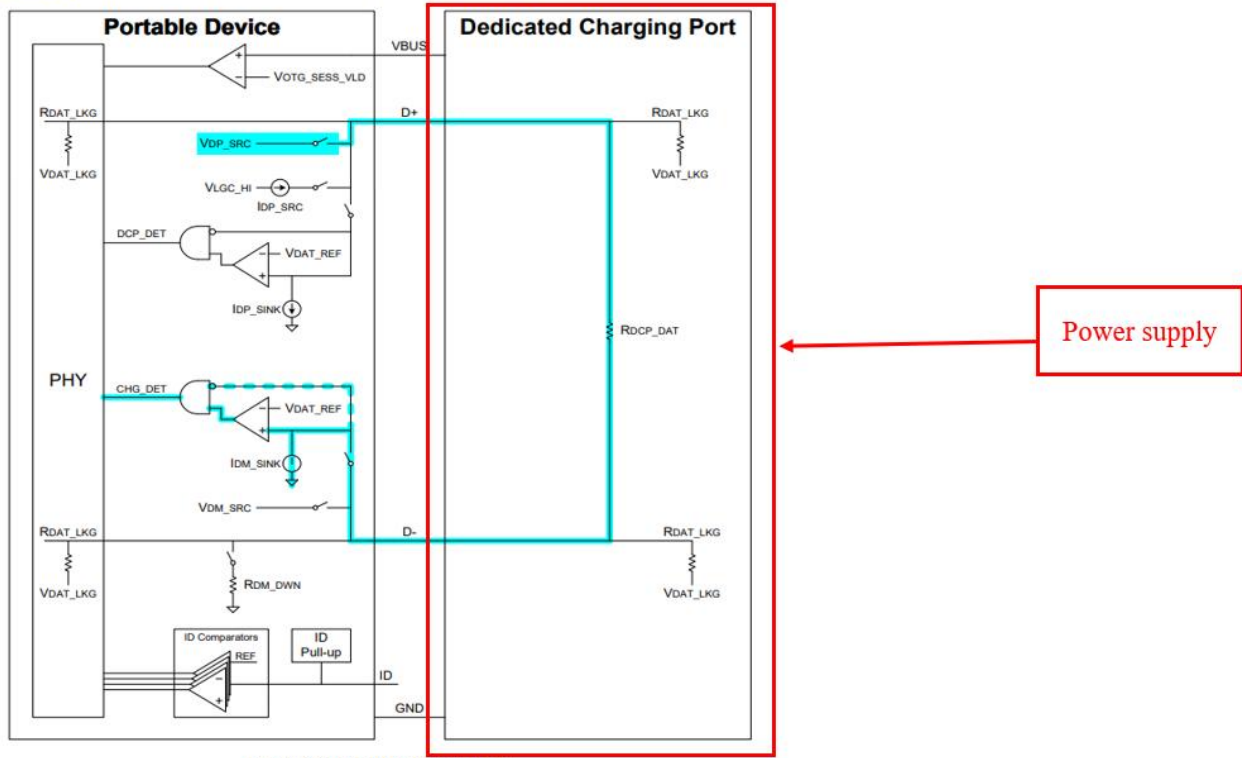 Portable Device
Dedicated Charging Port
VBUS
VOTG_SESS_VLD
RDAT_LKG
D+
RDAT_LKG
VDP_SRC
VDAT_LKG
VLGC_HI
VDAT_LKG
IDP_SRC
DCP_DET
VDAT_REF
IDP_SINK
RDCP_DAT
Power supply
PHY
CHG_DET
VDAT_REF
IDM_SINK
VDM_SRC
RDAT_LKG
D-
RDAT_LKG
RDM_DWN
VDAT_LKG
VDAT_LKG
ID Comparators
REF
ID
Pull-up
ID
GND